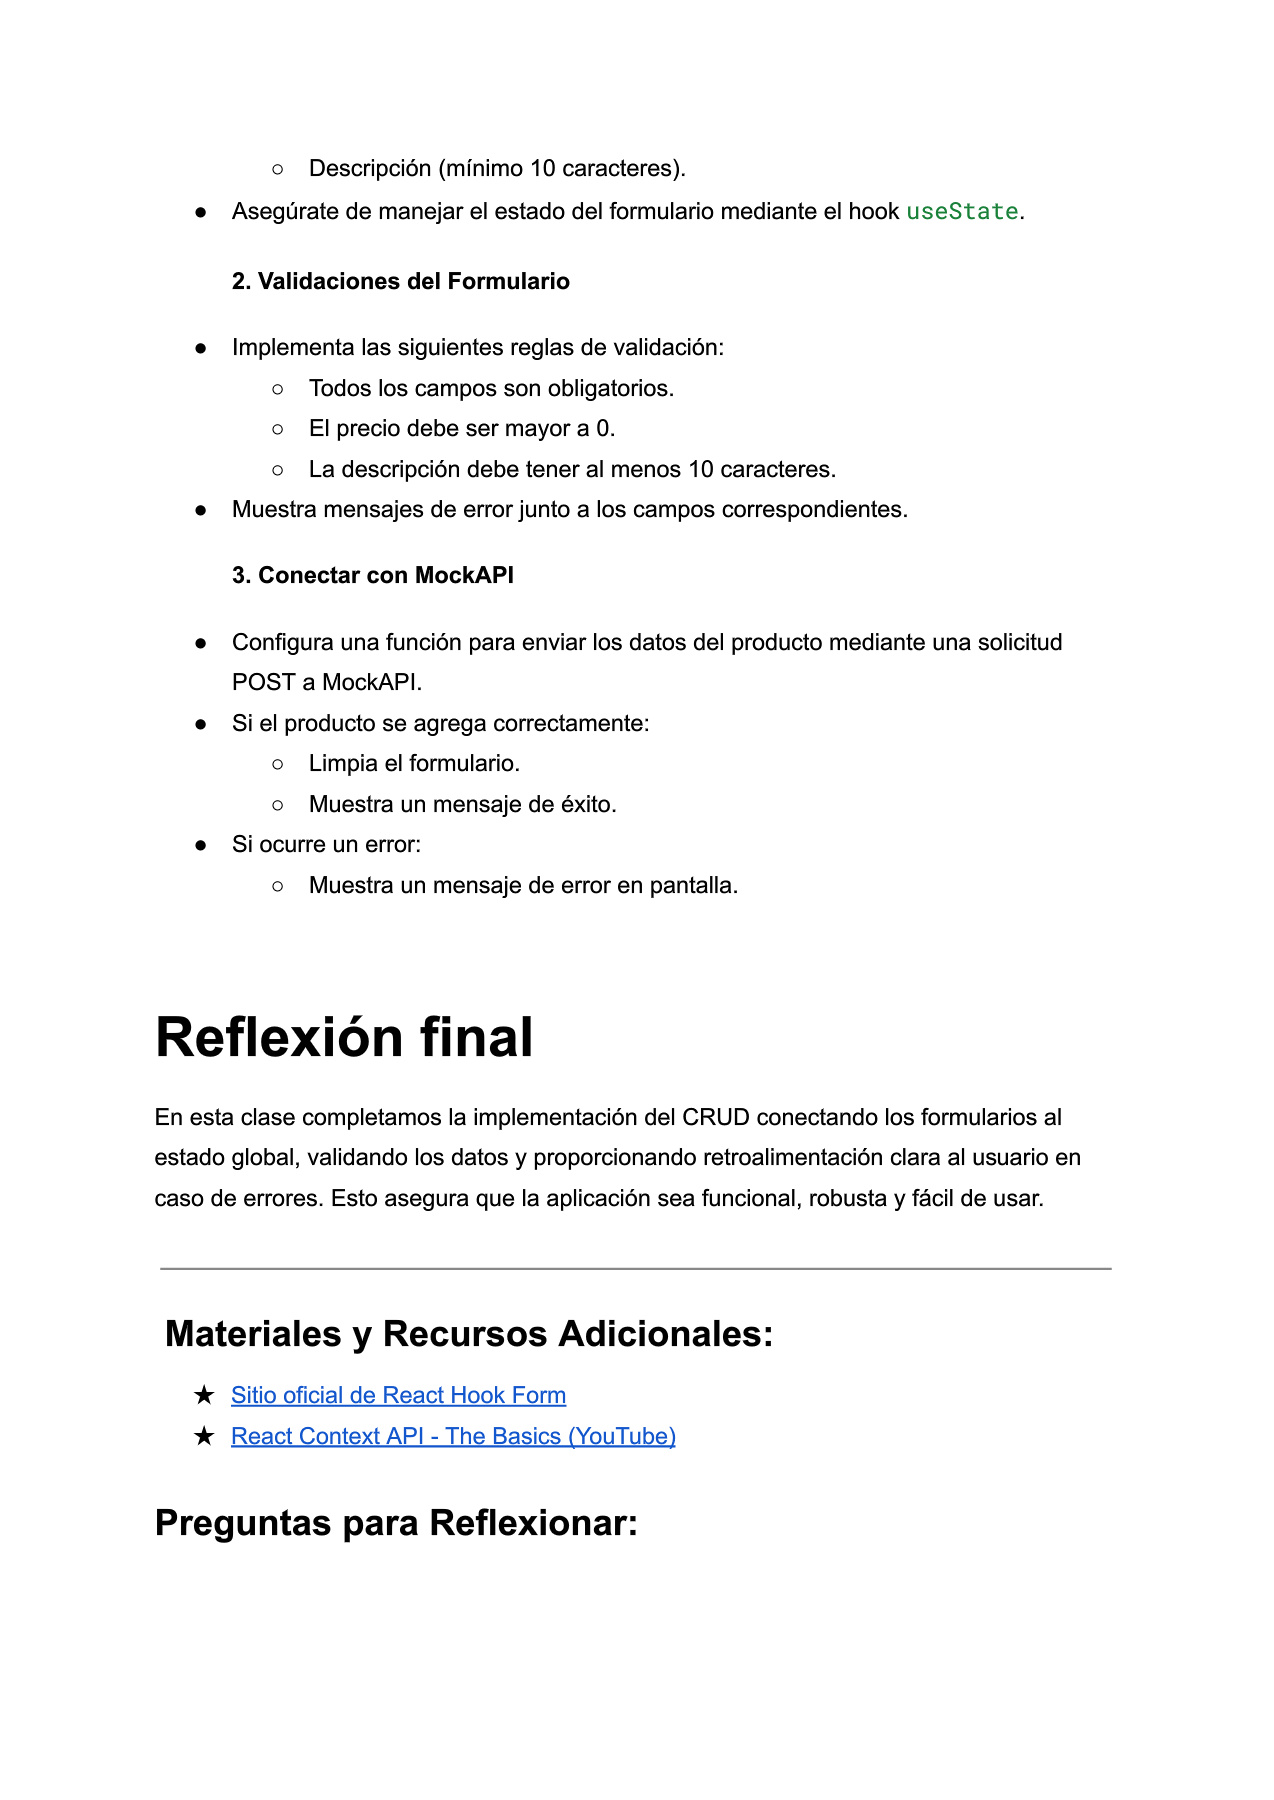 ○ Descripción (mínimo 10 caracteres).
● Asegúrate de manejar el estado del formulario mediante el hook useState.
2. Validaciones del Formulario
● Implementa las siguientes reglas de validación:
○ Todos los campos son obligatorios.
○ El precio debe ser mayor a 0.
○ La descripción debe tener al menos 10 caracteres.
● Muestra mensajes de error junto a los campos correspondientes.
3. Conectar con MockAPI
● Configura una función para enviar los datos del producto mediante una solicitud
POST a MockAPI.
● Si el producto se agrega correctamente:
○ Limpia el formulario.
○ Muestra un mensaje de éxito.
● Si ocurre un error:
○ Muestra un mensaje de error en pantalla.
Reflexión final
En esta clase completamos la implementación del CRUD conectando los formularios al
estado global, validando los datos y proporcionando retroalimentación clara al usuario en
caso de errores. Esto asegura que la aplicación sea funcional, robusta y fácil de usar.
Materiales y Recursos Adicionales:
★ Sitio oficial de React Hook Form
★ React Context API - The Basics (YouTube)
Preguntas para Reflexionar: